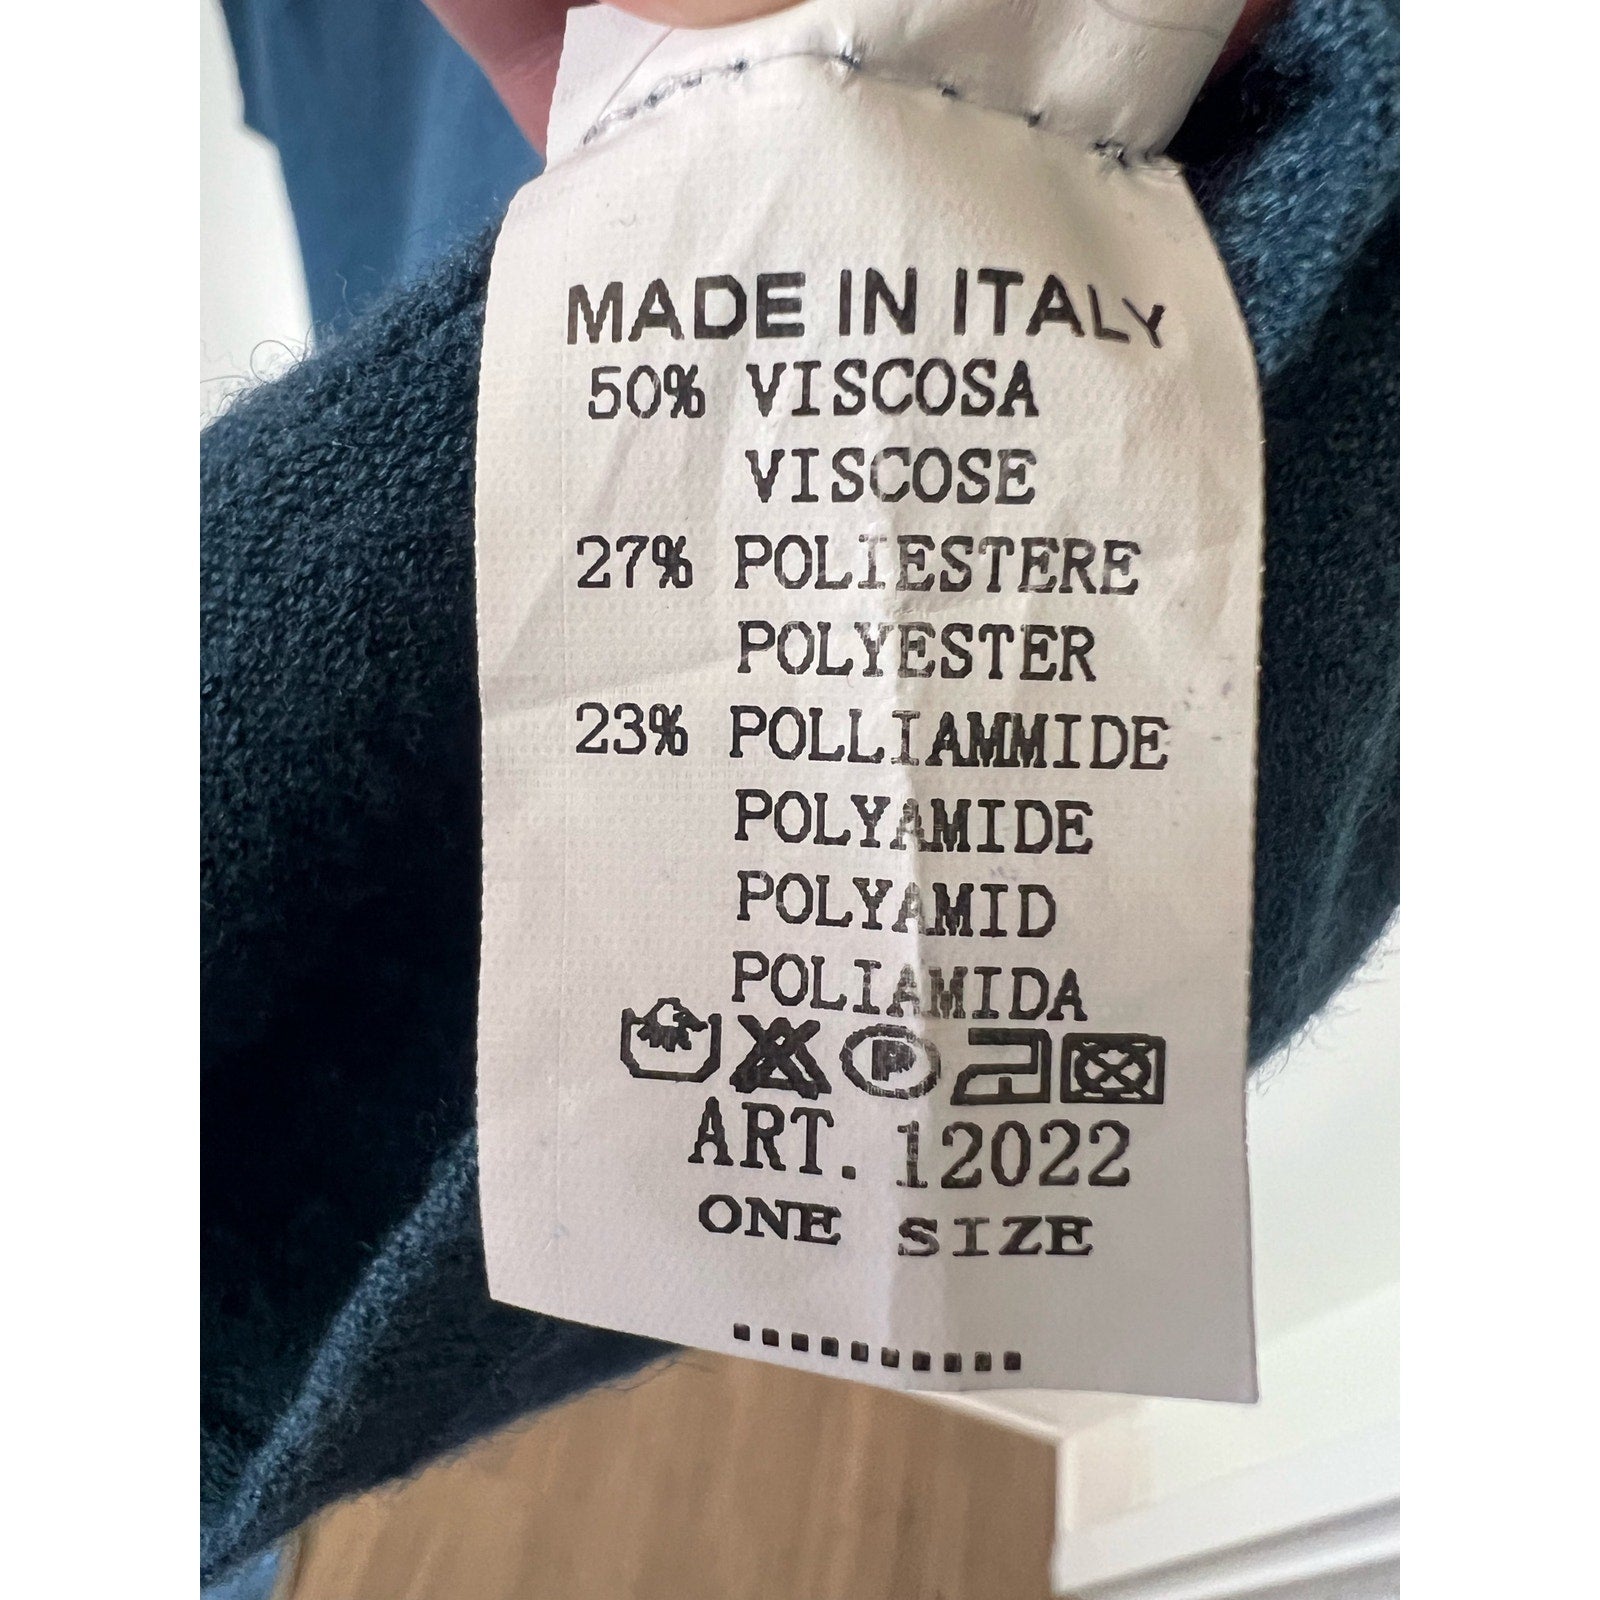 MADE IN ITALY
50% VISCOSA
VISCOSE
27% POLIESTERE
POLYESTER
23% POLLIAMMIDE
POLYAMIDE
POLYAMID
POLIAMIDA
P
ART. 12022
ONE SIZE